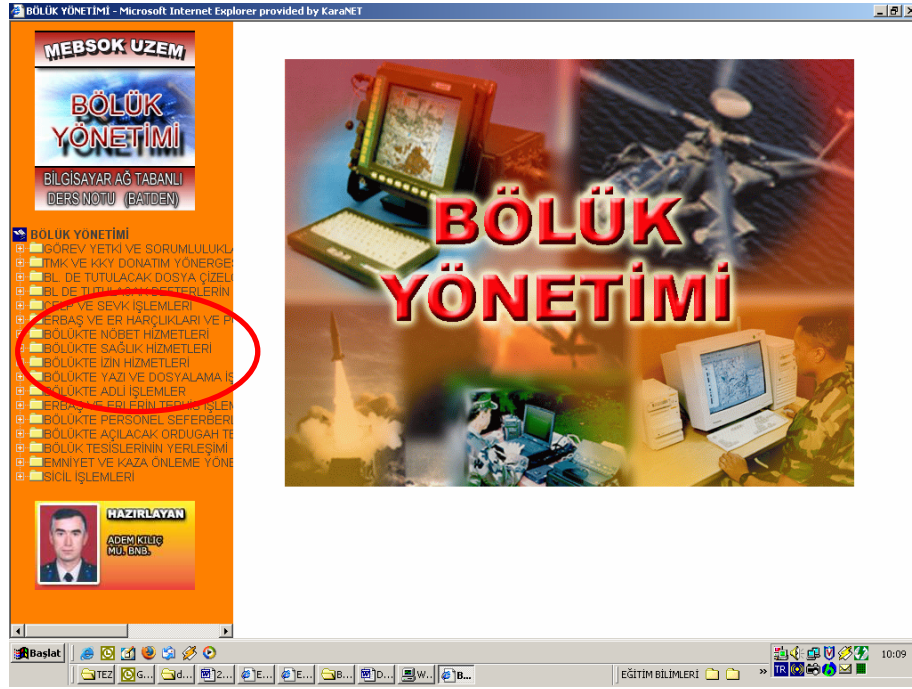 BÖLÜK YÖNETİMİ - Microsoft Internet Explorer provided by KaraNET
MEBSOK UZEM
BÖLÜK
YÖNETİMİ
BİLGİSAYAR AĞ TABANLI
DERS NOTU (BATDEN)
BÖLÜK YÖNETİMİ
GÖREV YETKİ VE SORUMLULUKL
TMK VE KKY DONATIM YÖNERGES
BL. DE TUTULACAK DOSYA ÇİZELG
BL DE TUTULACAK DEFTERLERİN
CELP VE SEVK İŞLEMLERİ
ERBAŞ VE ER HARÇLIKLARI VE P
BÖLÜKTE NÖBET HİZMETLERİ
BÖLÜKTE SAĞLIK HİZMETLERİ
BÖLÜKTE İZİN HİZMETLERİ
BÖLÜKTE YAZI VE DOSYALAMA İŞ
BÖLÜKTE ADLİ İŞLEMLER
ERBAŞ VE ERLERİN TERHİS İŞLEM
BÖLÜKTE PERSONEL SEFERBERL
BÖLÜKTE AÇILACAK ORDUGAH TE
BÖLÜK TESİSLERİNİN YERLEŞİMİ
EMNİYET VE KAZA ÖNLEME YÖNE
SİCİL İŞLEMLERİ
HAZIRLAYAN
ADEM KILIÇ
MU. BNB.
BÖLÜK
YÖNETİMİ
Başlat
10:09
TEZ G... d... 2... E... E... B... D... W... B...
EĞİTİM BİLİMLERİ » TR